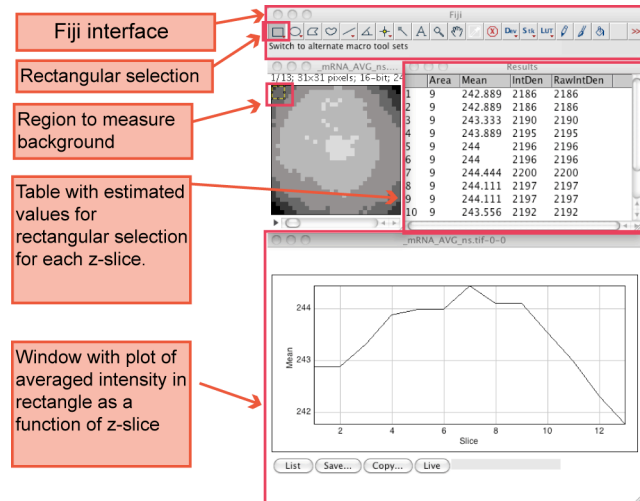 Fiji interface
Rectangular selection
Region to measure
background
Table with estimated
values for
rectangular selection
for each z-slice.
Window with plot of
averaged intensity in
rectangle as a
function of z-slice
Fiji
Dev Stk LUT >>
Switch to alternate macro tool sets
_mRNA_AVG_ns....
1/13; 31x31 pixels; 16-bit; 24
Results
Area Mean IntDen RawIntDen
1 9 242.889 2186 2186
2 9 242.889 2186 2186
3 9 243.333 2190 2190
4 9 243.889 2195 2195
5 9 244 2196 2196
6 9 244 2196 2196
7 9 244.444 2200 2200
8 9 244.111 2197 2197
9 9 244.111 2197 2197
10 9 243.556 2192 2192
_mRNA_AVG_ns.tif-0-0
244
243
242
Mean
2 4 6 8 10 12
Slice
List Save... Copy... Live